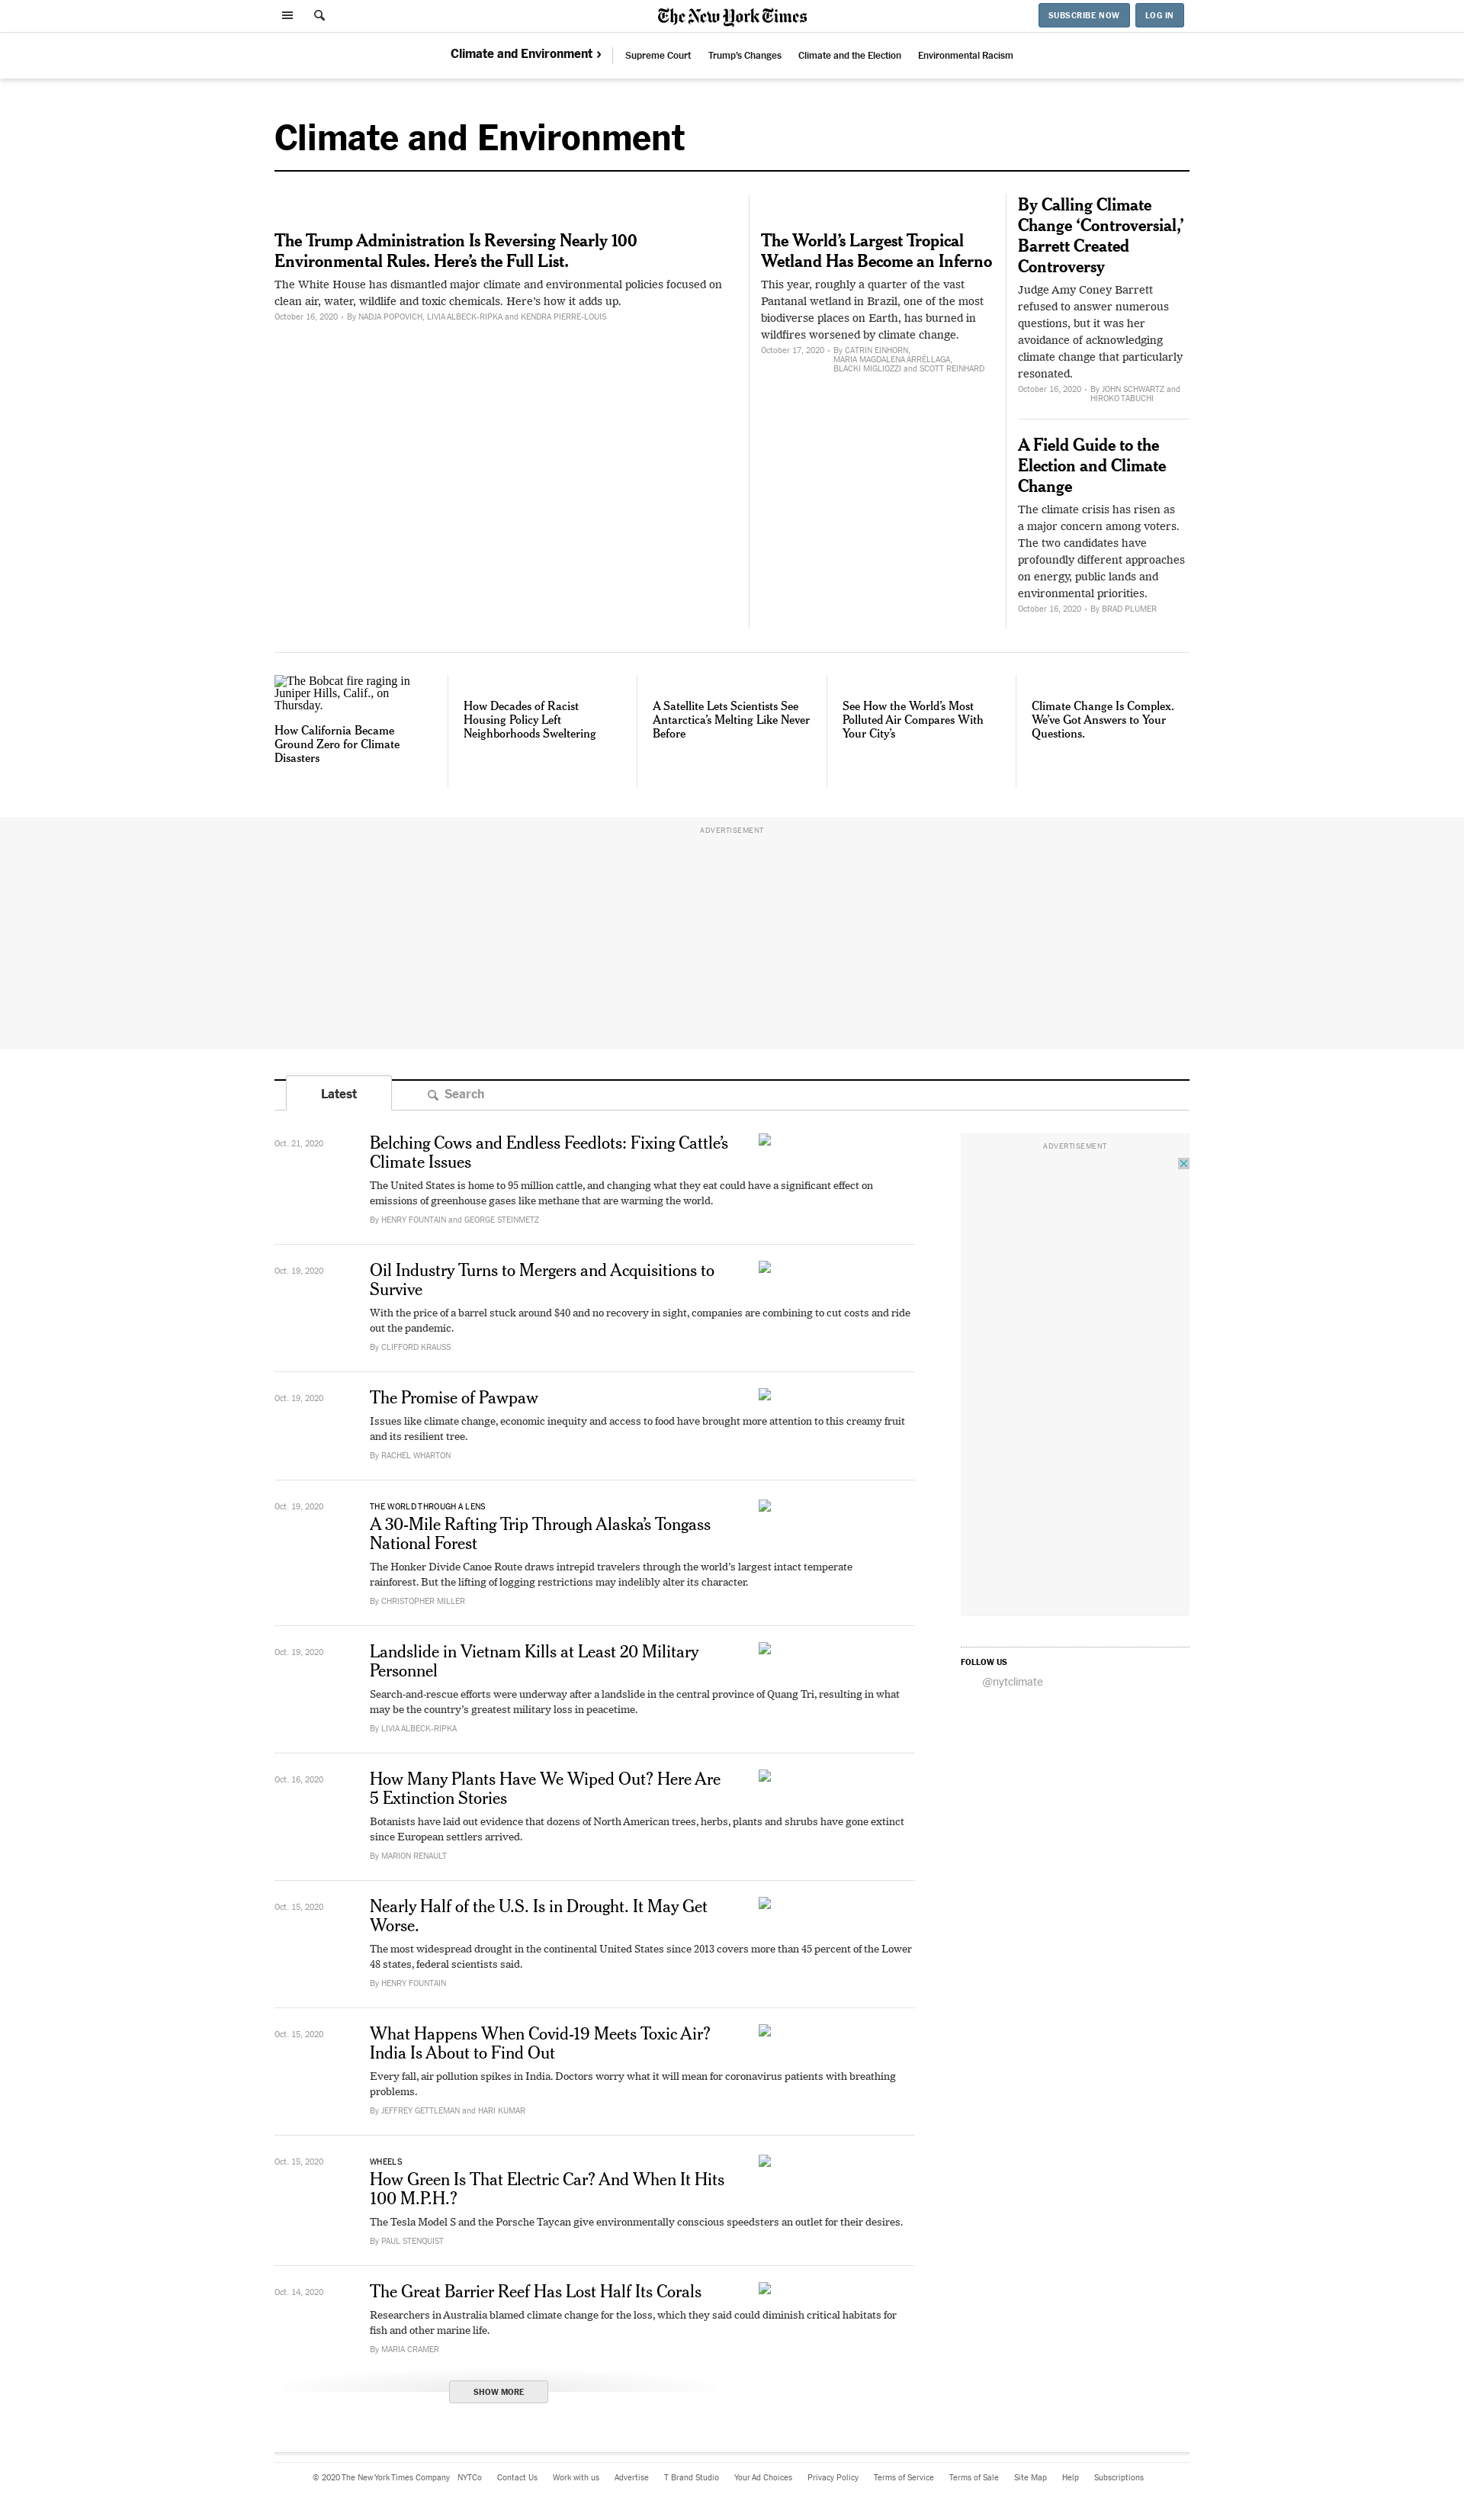 The New York Times
SUBSCRIBE NOW
LOG IN
Climate and Environment ›
Supreme Court
Trump's Changes
Climate and the Election
Environmental Racism
Climate and Environment
The Trump Administration Is Reversing Nearly 100
Environmental Rules. Here's the Full List.
The White House has dismantled major climate and environmental policies focused on
clean air, water, wildlife and toxic chemicals. Here's how it adds up.
October 16, 2020 • By NADJA POPOVICH, LIVIA ALBECK-RIPKA and KENDRA PIERRE-LOUIS
The World's Largest Tropical
Wetland Has Become an Inferno
This year, roughly a quarter of the vast
Pantanal wetland in Brazil, one of the most
biodiverse places on Earth, has burned in
wildfires worsened by climate change.
October 17, 2020 • By CATRIN EINHORN,
MARIA MAGDALENA ARRÉLLAGA,
BLACKI MIGLIOZZI and SCOTT REINHARD
By Calling Climate
Change 'Controversial,'
Barrett Created
Controversy
Judge Amy Coney Barrett
refused to answer numerous
questions, but it was her
avoidance of acknowledging
climate change that particularly
resonated.
October 16, 2020 • By JOHN SCHWARTZ and
HIROKO TABUCHI
A Field Guide to the
Election and Climate
Change
The climate crisis has risen as
a major concern among voters.
The two candidates have
profoundly different approaches
on energy, public lands and
environmental priorities.
October 16, 2020 • By BRAD PLUMER
The Bobcat fire raging in
Juniper Hills, Calif., on
Thursday.
How California Became
Ground Zero for Climate
Disasters
How Decades of Racist
Housing Policy Left
Neighborhoods Sweltering
A Satellite Lets Scientists See
Antarctica's Melting Like Never
Before
See How the World's Most
Polluted Air Compares With
Your City's
Climate Change Is Complex.
We've Got Answers to Your
Questions.
ADVERTISEMENT
Latest
Search
Oct. 21, 2020
Belching Cows and Endless Feedlots: Fixing Cattle's
Climate Issues
The United States is home to 95 million cattle, and changing what they eat could have a significant effect on
emissions of greenhouse gases like methane that are warming the world.
By HENRY FOUNTAIN and GEORGE STEINMETZ
Oct. 19, 2020
Oil Industry Turns to Mergers and Acquisitions to
Survive
With the price of a barrel stuck around $40 and no recovery in sight, companies are combining to cut costs and ride
out the pandemic.
By CLIFFORD KRAUSS
Oct. 19, 2020
The Promise of Pawpaw
Issues like climate change, economic inequity and access to food have brought more attention to this creamy fruit
and its resilient tree.
By RACHEL WHARTON
Oct. 19, 2020
THE WORLD THROUGH A LENS
A 30-Mile Rafting Trip Through Alaska's Tongass
National Forest
The Honker Divide Canoe Route draws intrepid travelers through the world's largest intact temperate
rainforest. But the lifting of logging restrictions may indelibly alter its character.
By CHRISTOPHER MILLER
Oct. 19, 2020
Landslide in Vietnam Kills at Least 20 Military
Personnel
Search-and-rescue efforts were underway after a landslide in the central province of Quang Tri, resulting in what
may be the country's greatest military loss in peacetime.
By LIVIA ALBECK-RIPKA
Oct. 16, 2020
How Many Plants Have We Wiped Out? Here Are
5 Extinction Stories
Botanists have laid out evidence that dozens of North American trees, herbs, plants and shrubs have gone extinct
since European settlers arrived.
By MARION RENAULT
Oct. 15, 2020
Nearly Half of the U.S. Is in Drought. It May Get
Worse.
The most widespread drought in the continental United States since 2013 covers more than 45 percent of the Lower
48 states, federal scientists said.
By HENRY FOUNTAIN
Oct. 15, 2020
What Happens When Covid-19 Meets Toxic Air?
India Is About to Find Out
Every fall, air pollution spikes in India. Doctors worry what it will mean for coronavirus patients with breathing
problems.
By JEFFREY GETTLEMAN and HARI KUMAR
Oct. 15, 2020
WHEELS
How Green Is That Electric Car? And When It Hits
100 M.P.H.?
The Tesla Model S and the Porsche Taycan give environmentally conscious speedsters an outlet for their desires.
By PAUL STENQUIST
Oct. 14, 2020
The Great Barrier Reef Has Lost Half Its Corals
Researchers in Australia blamed climate change for the loss, which they said could diminish critical habitats for
fish and other marine life.
By MARIA CRAMER
SHOW MORE
ADVERTISEMENT
FOLLOW US
@nytclimate
© 2020 The New York Times Company
NYTCo
Contact Us
Work with us
Advertise
T Brand Studio
Your Ad Choices
Privacy Policy
Terms of Service
Terms of Sale
Site Map
Help
Subscriptions